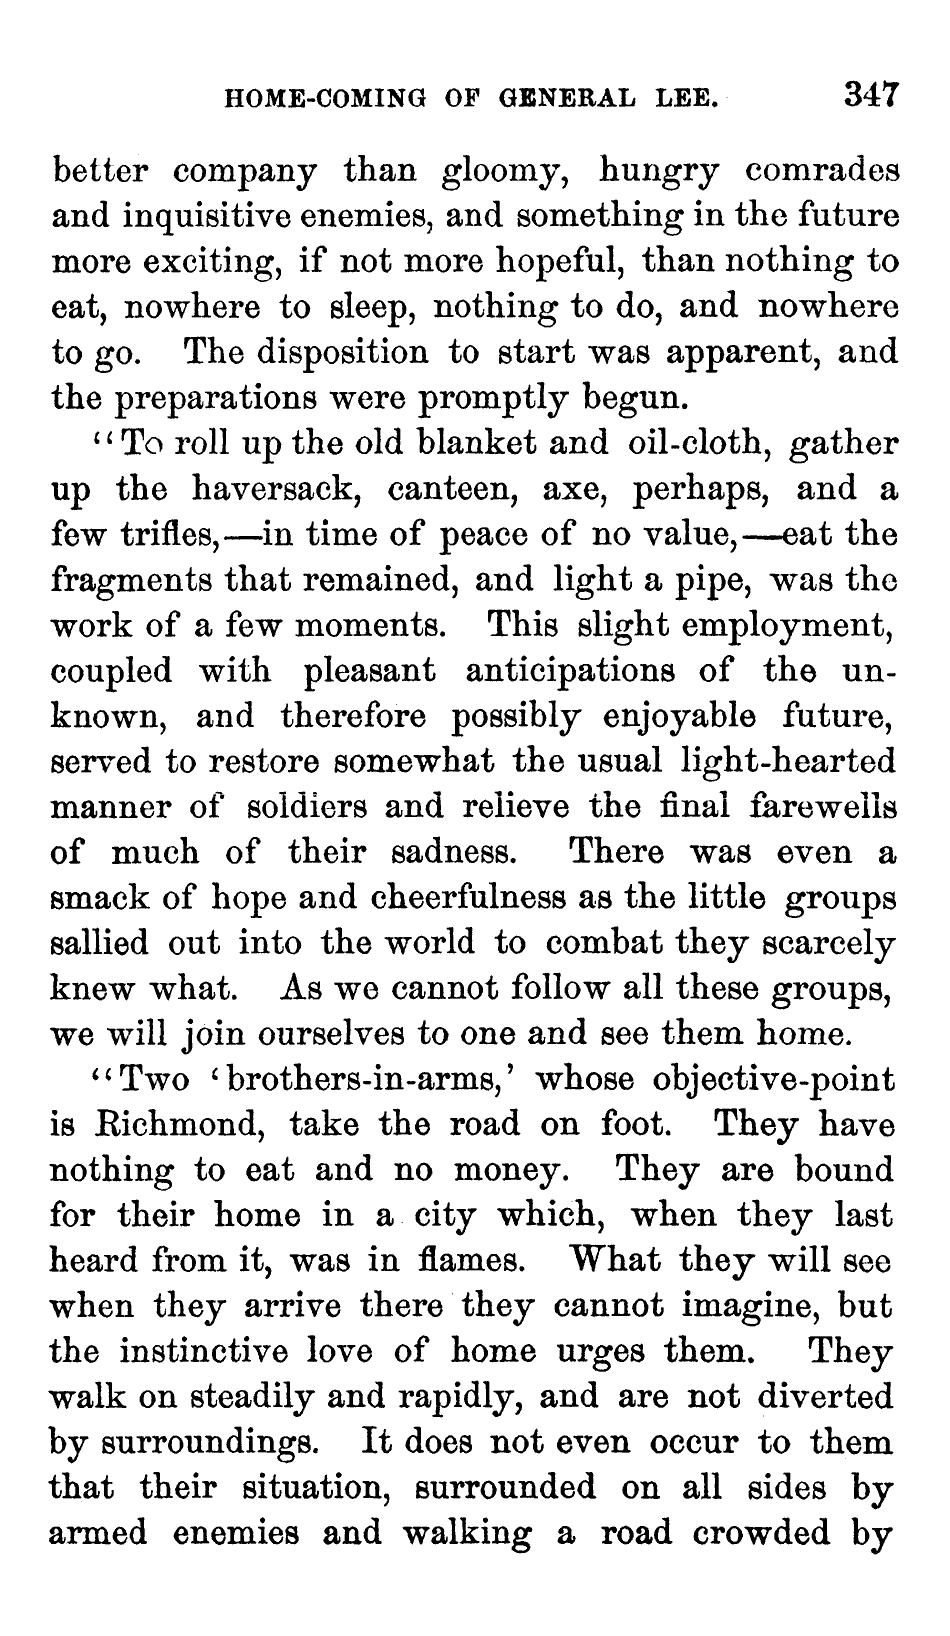 HOME-COMING OF GENERAL LEE. 347
better company than gloomy, hungry comrades
and inquisitive enemies, and something in the future
more exciting, if not more hopeful, than nothing to
eat, nowhere to sleep, nothing to do, and nowhere
to go. The disposition to start was apparent, and
the preparations were promptly begun.
“To roll up the old blanket and oil-cloth, gather
up the haversack, canteen, axe, perhaps, and a
few trifles,—in time of peace of no value,—eat the
fragments that remained, and light a pipe, was the
work of a few moments. This slight employment,
coupled with pleasant anticipations of the un-
known, and therefore possibly enjoyable future,
served to restore somewhat the usual light-hearted
manner of soldiers and relieve the final farewells
of much of their sadness. There was even a
smack of hope and cheerfulness as the little groups
sallied out into the world to combat they scarcely
knew what. As we cannot follow all these groups,
we will join ourselves to one and see them home.
“Two ‘brothers-in-arms,’ whose objective-point
is Richmond, take the road on foot. They have
nothing to eat and no money. They are bound
for their home in a city which, when they last
heard from it, was in flames. What they will see
when they arrive there they cannot imagine, but
the instinctive love of home urges them. They
walk on steadily and rapidly, and are not diverted
by surroundings. It does not even occur to them
that their situation, surrounded on all sides by
armed enemies and walking a road crowded by